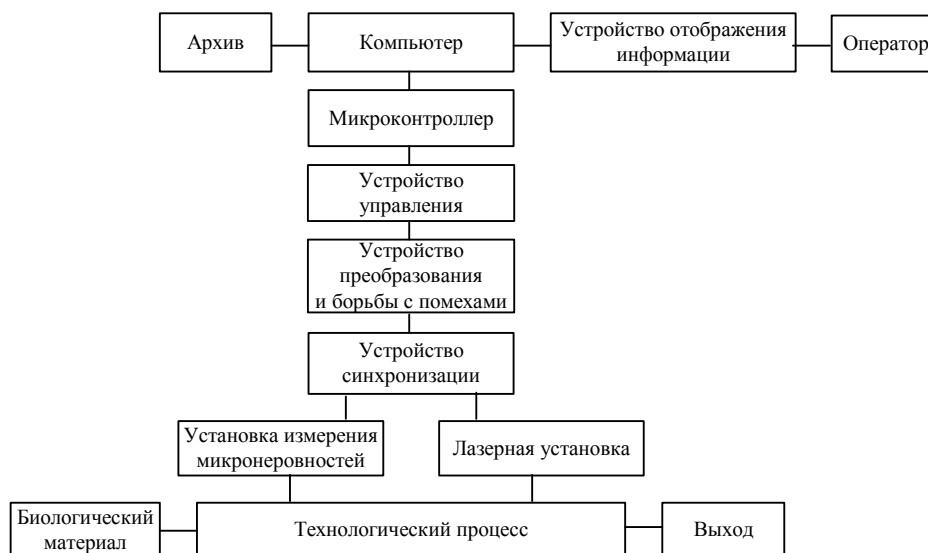 Архив
Компьютер
Устройство отображения
информации
Оператор
Микроконтроллер
Устройство
управления
Устройство
преобразования
и борьбы с помехами
Устройство
синхронизации
Установка измерения
микронеровностей
Лазерная установка
Биологический
материал
Технологический процесс
Выход